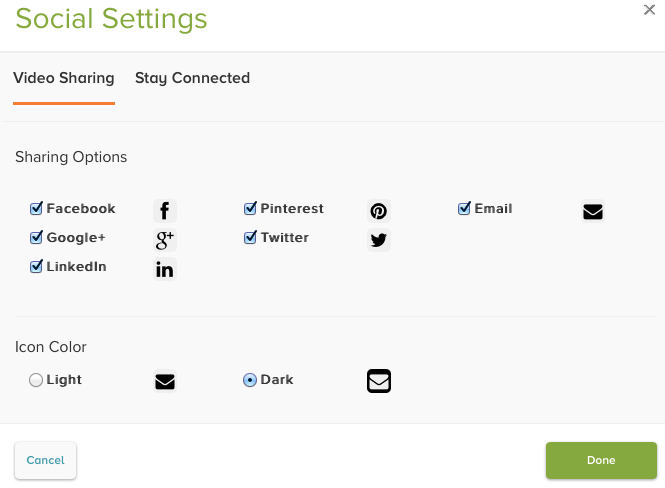 Social Settings
Video Sharing Stay Connected
Sharing Options
Facebook Pinterest Email
Google+ Twitter
LinkedIn
Icon Color
Light Dark
Cancel Done